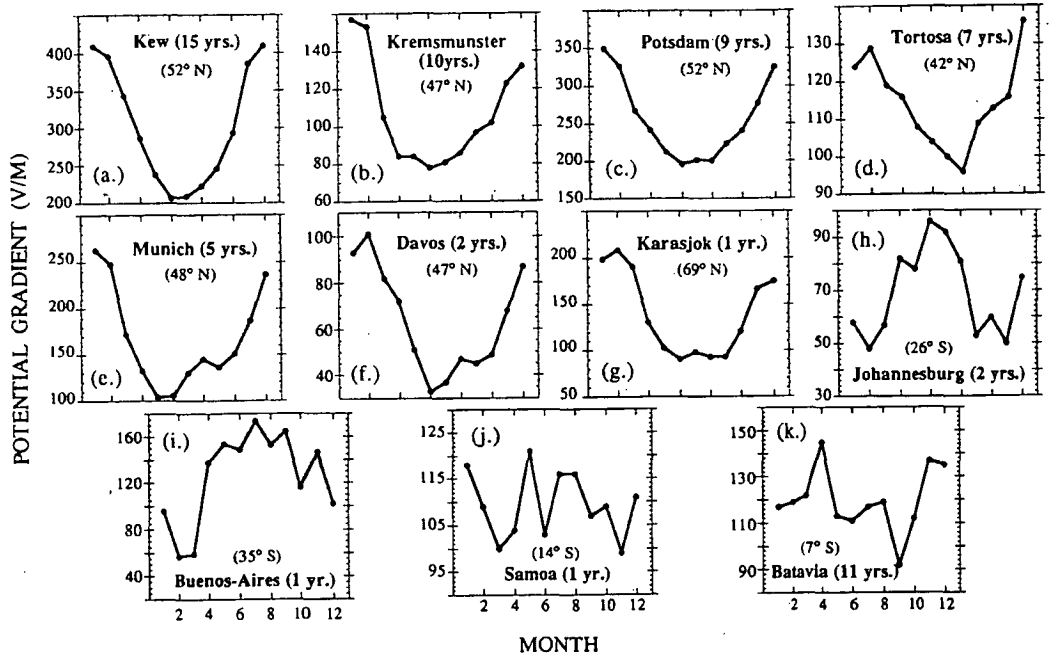 POTENTIAL GRADIENT (V/M)
Kew (15 yrs.)
(52° N)
(a.)
400
350
300
250
200
Kremsmunster
(10yrs.)
(47° N)
(b.)
140
120
100
80
60
Potsdam (9 yrs.)
(52° N)
(c.)
350
300
250
200
150
Tortosa (7 yrs.)
(42° N)
(d.)
130
120
110
100
90
Munich (5 yrs.)
(48° N)
(e.)
250
200
150
100
Davos (2 yrs.)
(47° N)
(f.)
100
80
60
40
Karasjok (1 yr.)
(69° N)
(g.)
200
150
100
50
(h.)
(26° S)
Johannesburg (2 yrs.)
90
70
50
30
(i.)
(35° S)
Buenos-Aires (1 yr.)
160
120
80
40
2 4 6 8 10 12
(j.)
(14° S)
Samoa (1 yr.)
125
115
105
95
2 4 6 8 10 12
(k.)
(7° S)
Batavia (11 yrs.)
150
130
110
90
2 4 6 8 10 12
MONTH